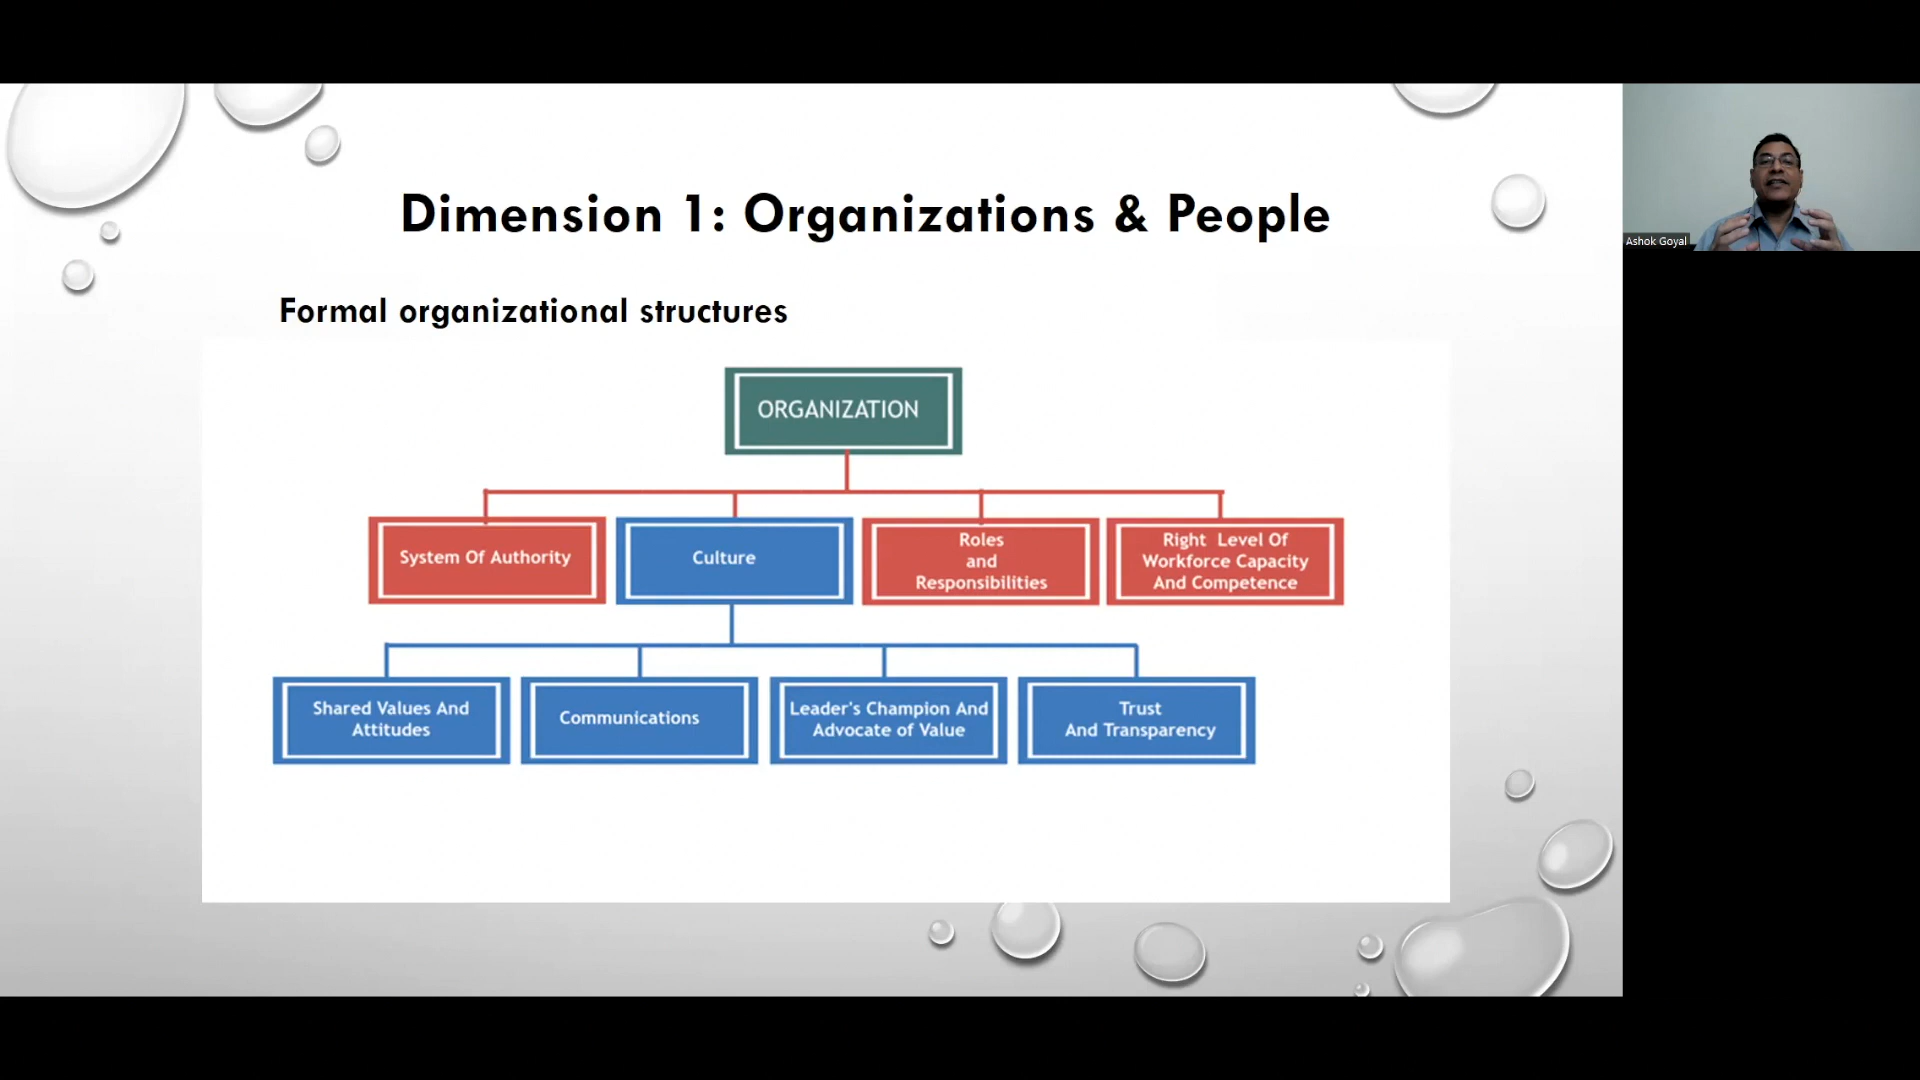 Dimension 1: Organizations & People
Ashok Goyal
Formal organizational structures
ORGANIZATION
System Of Authority
Culture
Roles
and
Responsibilities
Right Level Of
Workforce Capacity
And Competence
Shared Values And
Attitudes
Communications
Leader's Champion And
Advocate of Value
Trust
And Transparency